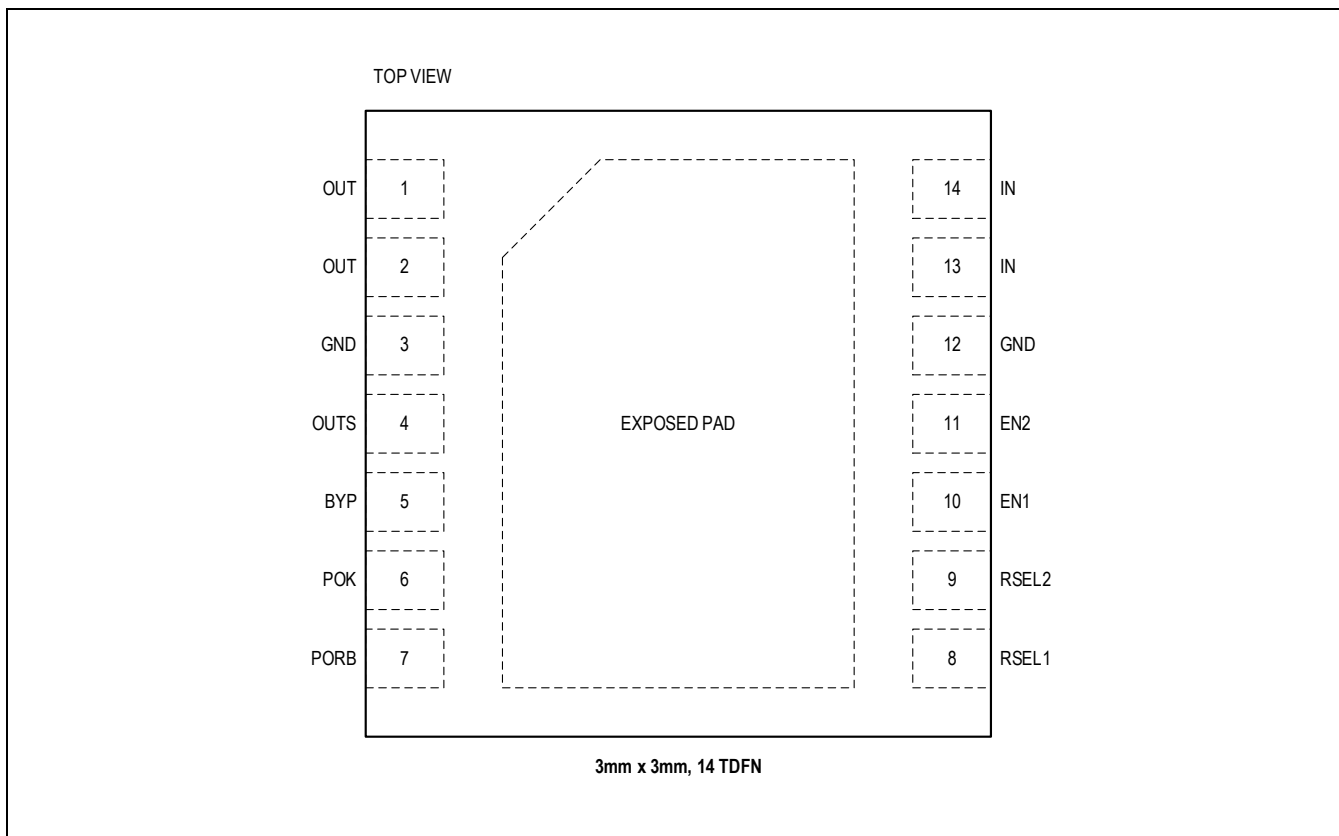 TOP VIEW
OUT 1 14 IN
OUT 2 13 IN
GND 3 12 GND
OUTS 4 EXPOSED PAD 11 EN2
BYP 5 10 EN1
POK 6 9 RSEL2
PORB 7 8 RSEL1
3mm x 3mm, 14 TDFN